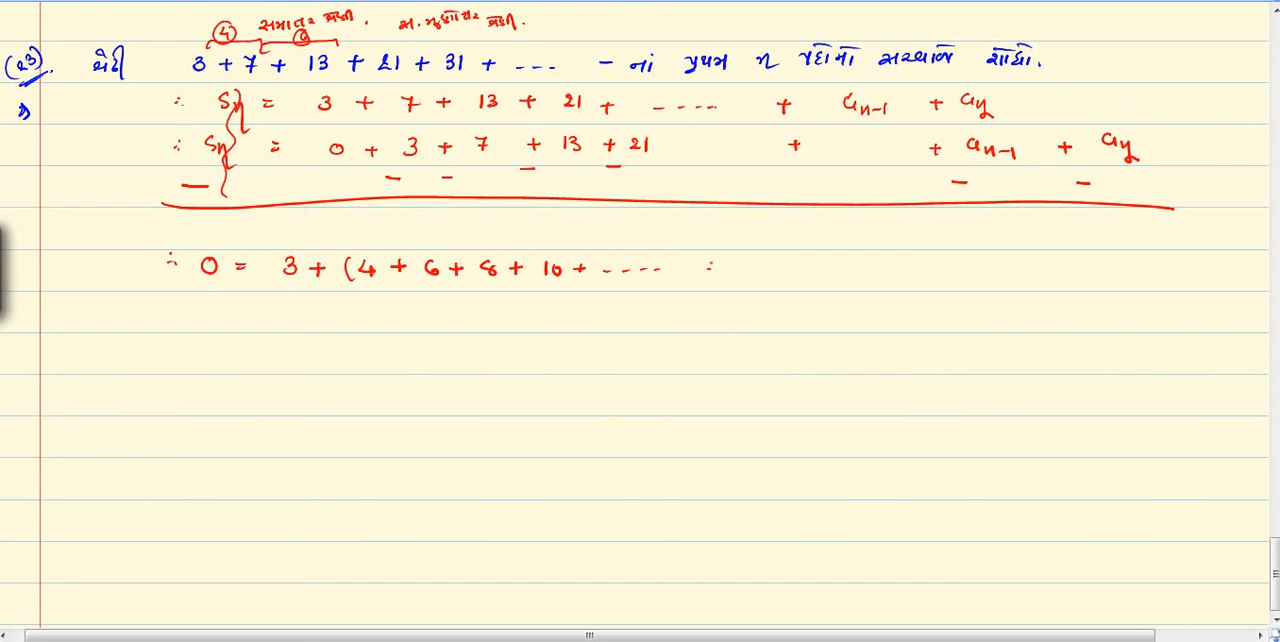 ④ સમાંતર શ્રેણી. સ. ગુણોત્તર શ્રેણી.
⑥
(23). શ્રેણી 3 + 7 + 13 + 21 + 31 + ---- - નાં પ્રથમ n પદોનો સરવાળો શોધો.
∴ Sn = 3 + 7 + 13 + 21 + ----- + an-1 + an
∴ Sn = 0 + 3 + 7 + 13 + 21 + + an-1 + an
— — — — — — —
∴ 0 = 3 + (4 + 6 + 8 + 10 + -----